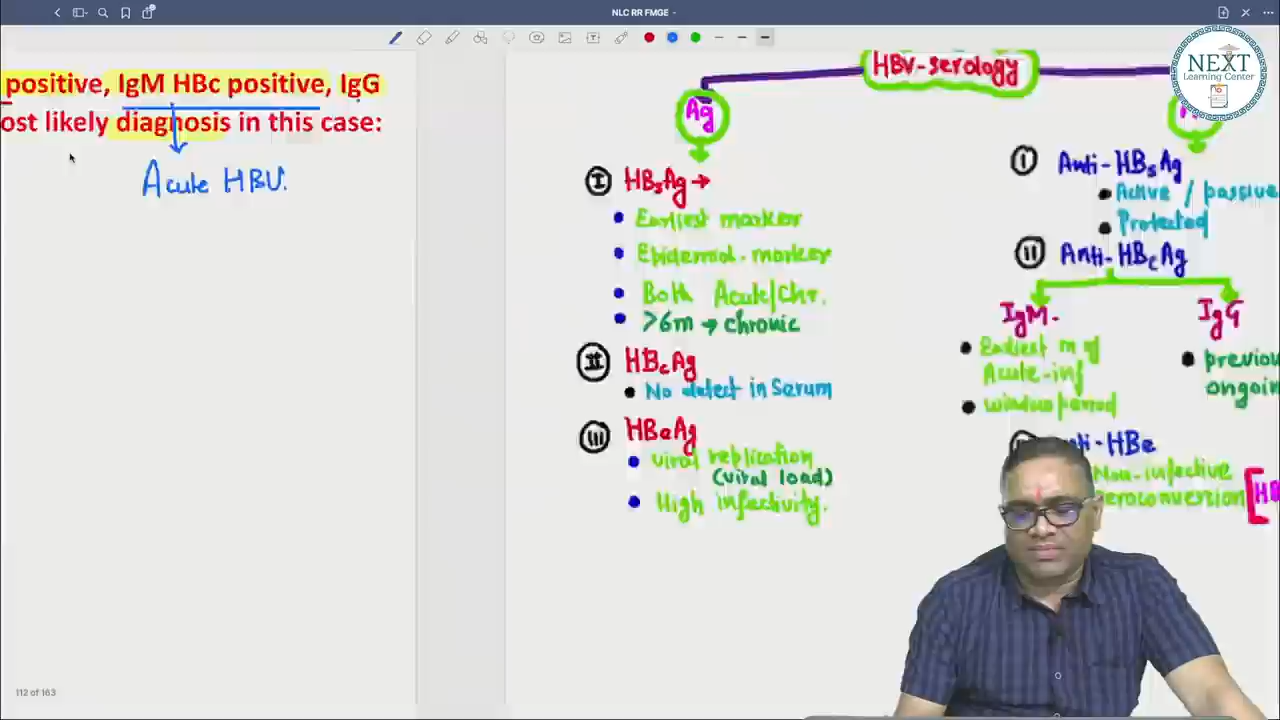 NLC RR FMGE
NEXT
Learning Center
positive, IgM HBc positive, IgG
ost likely diagnosis in this case:
Acute HBV.
HBV-serology
Ag
I HBsAg →
Earliest marker
Epidemiol. marker
Both Acute/Chr.
>6m → chronic
II HBcAg
No detect in Serum
III HBeAg
viral replication
(viral load)
High infectivity.
I Anti-HBsAg
Active / passive
Protected
II Anti-HBcAg
IgM.
Earliest m of
Acute-inf
window period
IgG
previou
ongoin
nti-HBe
Non-infective
eroconversion [HB
112 of 163